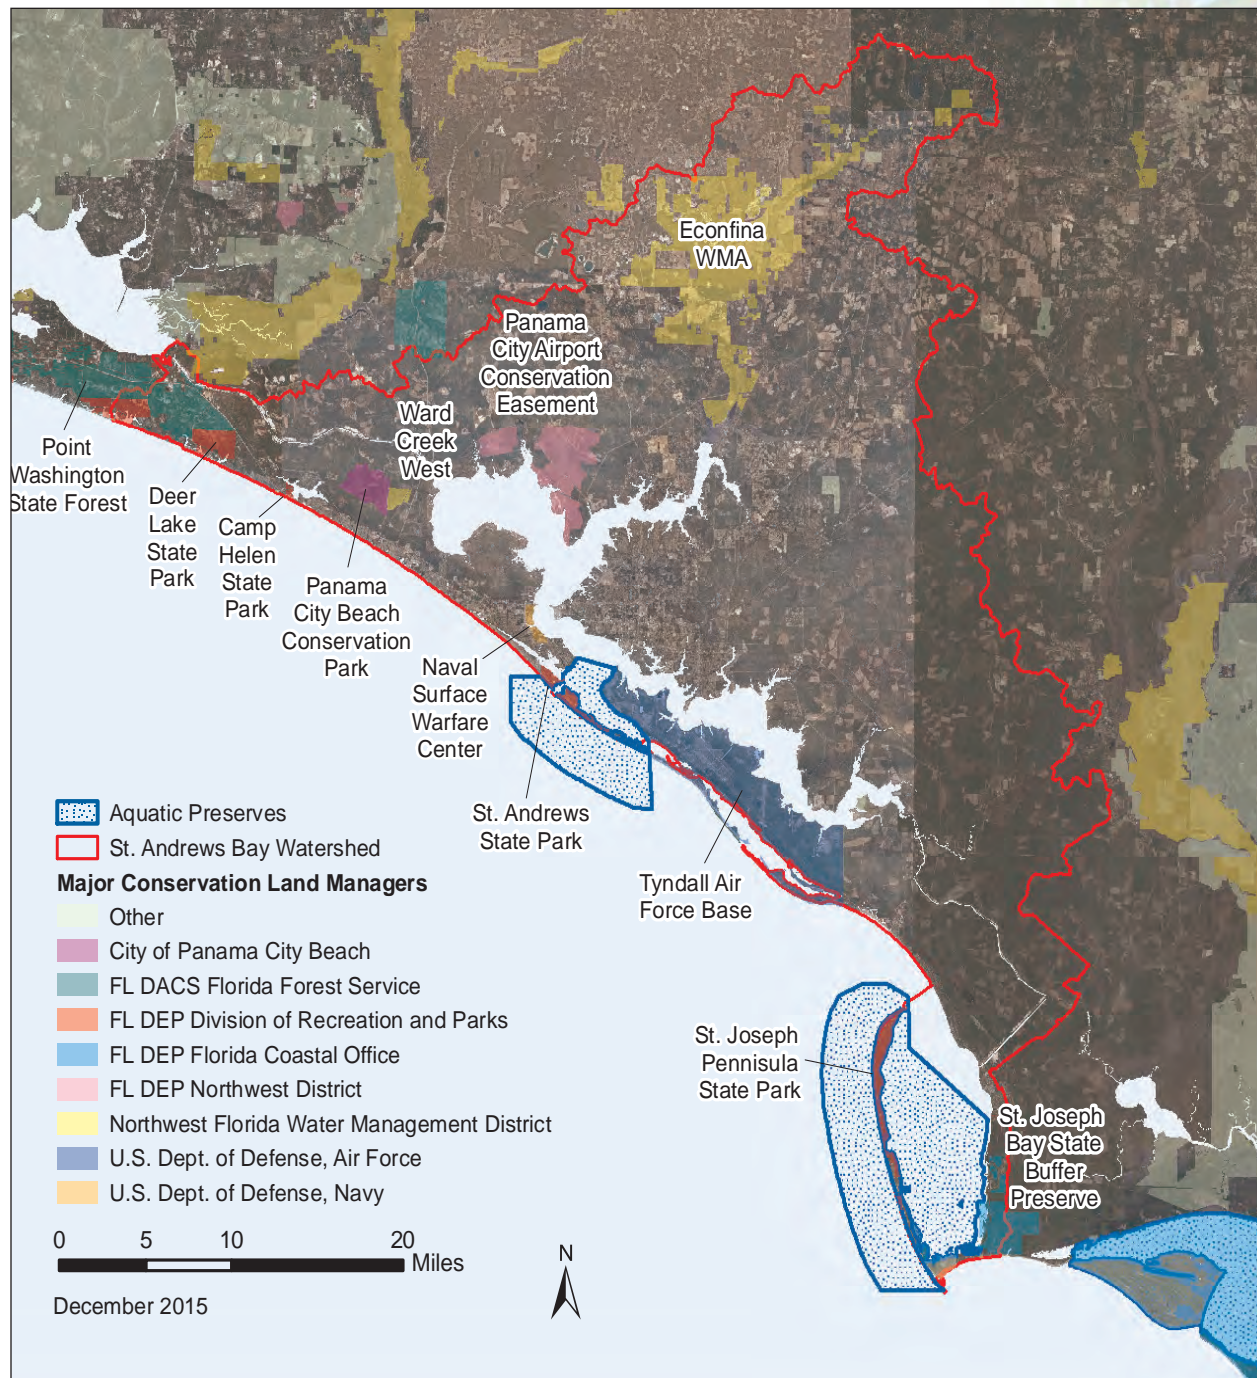 Econfina
WMA
Panama
City Airport
Conservation
Easement
Ward
Creek
West
Point
Washington
State Forest
Deer
Lake
State
Park
Camp
Helen
State
Park
Panama
City Beach
Conservation
Park
Naval
Surface
Warfare
Center
St. Andrews
State Park
Tyndall Air
Force Base
St. Joseph
Pennisula
State Park
St. Joseph
Bay State
Buffer
Preserve
Aquatic Preserves
St. Andrews Bay Watershed
Major Conservation Land Managers
Other
City of Panama City Beach
FL DACS Florida Forest Service
FL DEP Division of Recreation and Parks
FL DEP Florida Coastal Office
FL DEP Northwest District
Northwest Florida Water Management District
U.S. Dept. of Defense, Air Force
U.S. Dept. of Defense, Navy
0 5 10 20
Miles
N
December 2015